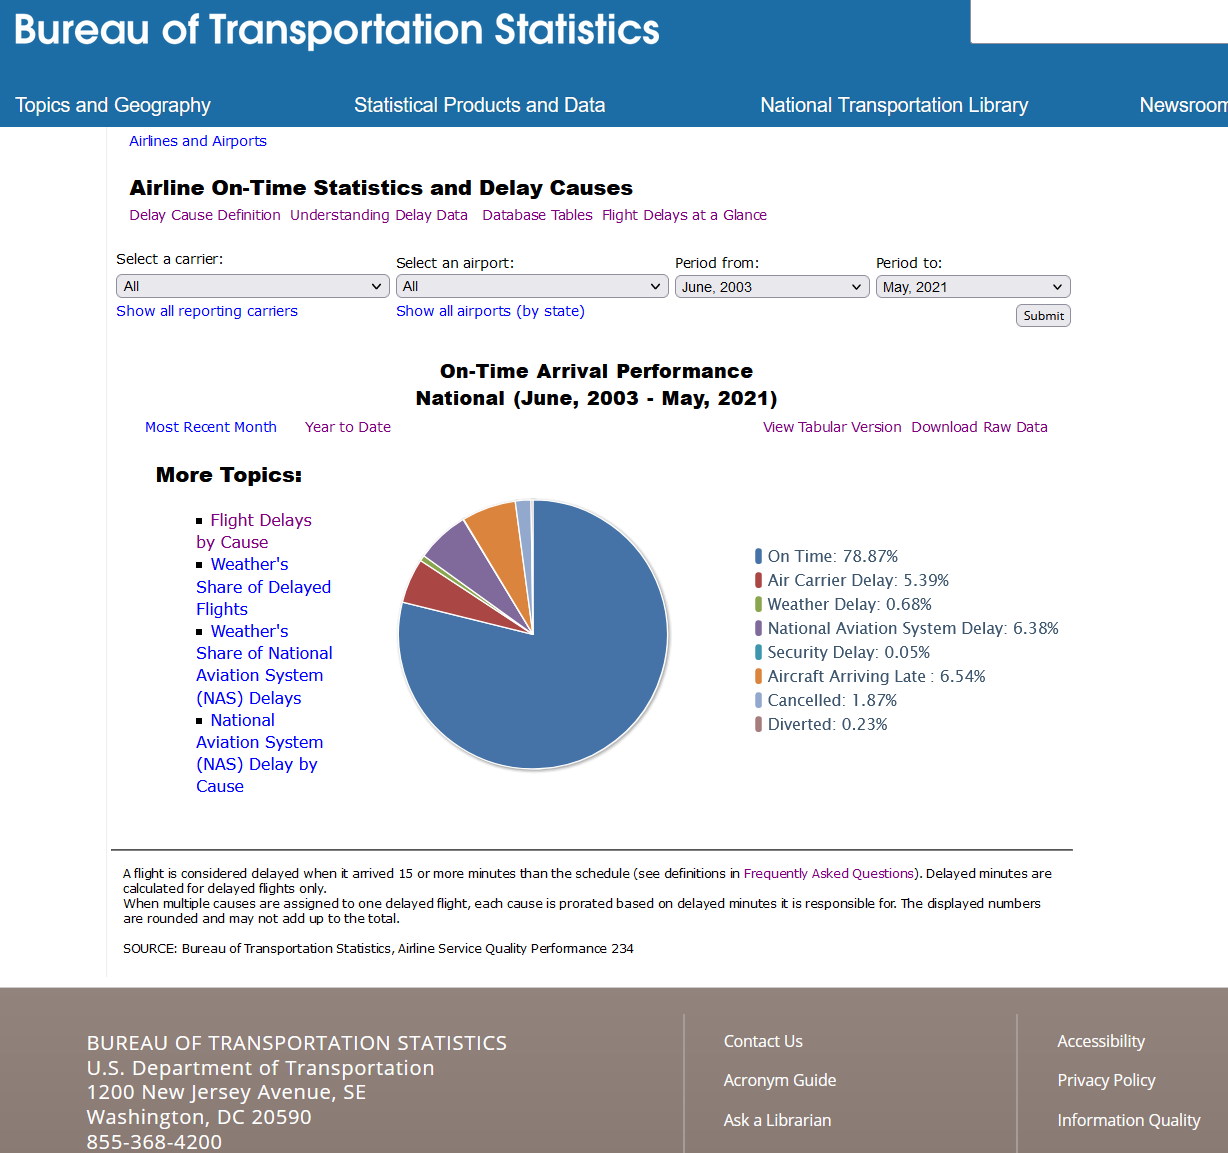 Bureau of Transportation Statistics
Topics and Geography
Statistical Products and Data
National Transportation Library
Newsroom
Airlines and Airports
Airline On-Time Statistics and Delay Causes
Delay Cause Definition Understanding Delay Data Database Tables Flight Delays at a Glance
Select a carrier:
Select an airport:
Period from:
Period to:
All
All
June, 2003
May, 2021
Show all reporting carriers
Show all airports (by state)
Submit
On-Time Arrival Performance
National (June, 2003 - May, 2021)
Most Recent Month
Year to Date
View Tabular Version
Download Raw Data
More Topics:
Flight Delays
by Cause
Weather's
Share of Delayed
Flights
Weather's
Share of National
Aviation System
(NAS) Delays
National
Aviation System
(NAS) Delay by
Cause
On Time: 78.87%
Air Carrier Delay: 5.39%
Weather Delay: 0.68%
National Aviation System Delay: 6.38%
Security Delay: 0.05%
Aircraft Arriving Late : 6.54%
Cancelled: 1.87%
Diverted: 0.23%
A flight is considered delayed when it arrived 15 or more minutes than the schedule (see definitions in Frequently Asked Questions). Delayed minutes are
calculated for delayed flights only.
When multiple causes are assigned to one delayed flight, each cause is prorated based on delayed minutes it is responsible for. The displayed numbers
are rounded and may not add up to the total.
SOURCE: Bureau of Transportation Statistics, Airline Service Quality Performance 234
BUREAU OF TRANSPORTATION STATISTICS
U.S. Department of Transportation
1200 New Jersey Avenue, SE
Washington, DC 20590
855-368-4200
Contact Us
Acronym Guide
Ask a Librarian
Accessibility
Privacy Policy
Information Quality